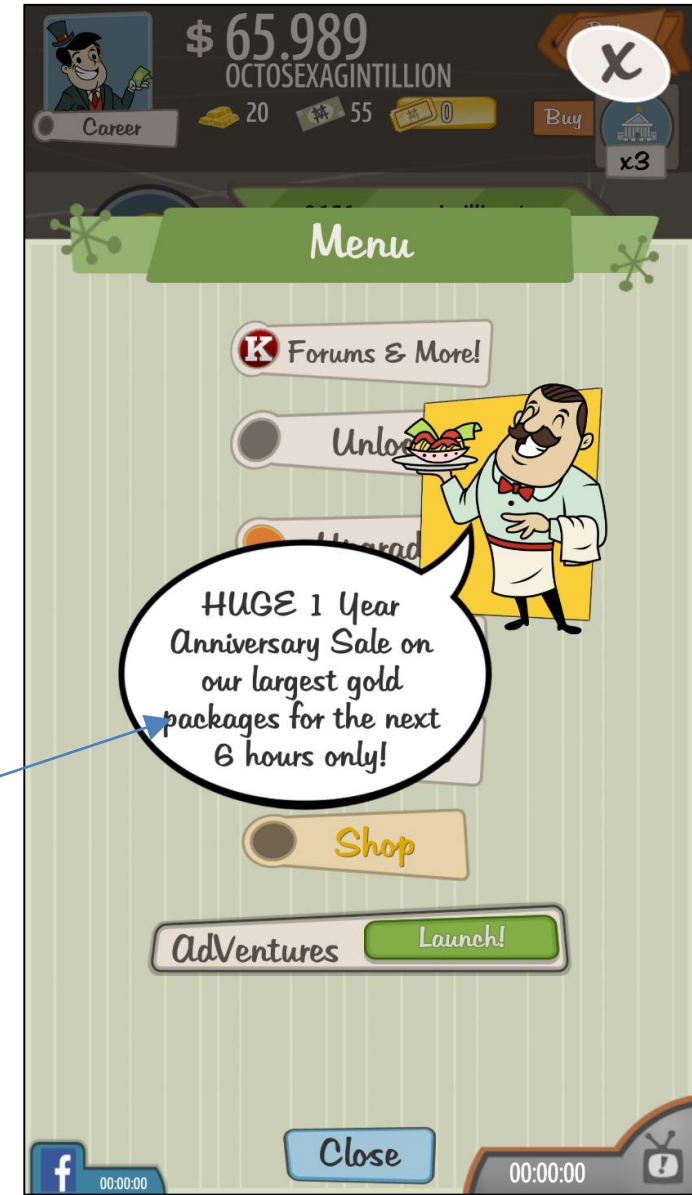 $ 65.989
OCTOSEXAGINTILLION
Career
20
55
0
Buy
X
x3
Menu
K Forums & More!
HUGE 1 Year
Anniversary Sale on
our largest gold
packages for the next
6 hours only!
Shop
AdVentures
Launch!
Close
f
00:00:00
00:00:00
!